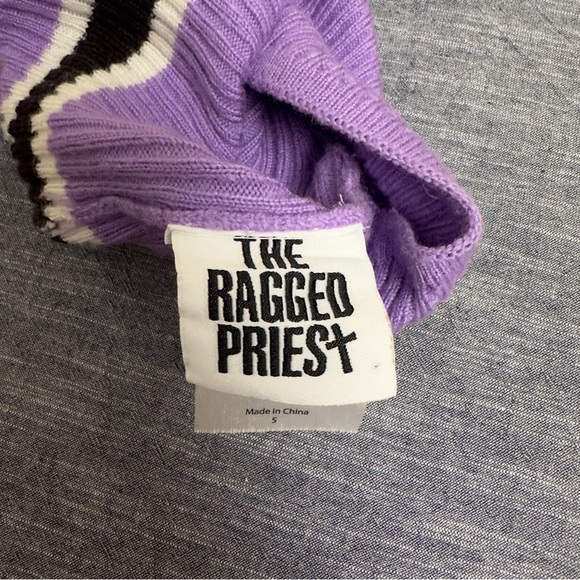 THE
RAGGED
PRIEST
Made in China
S